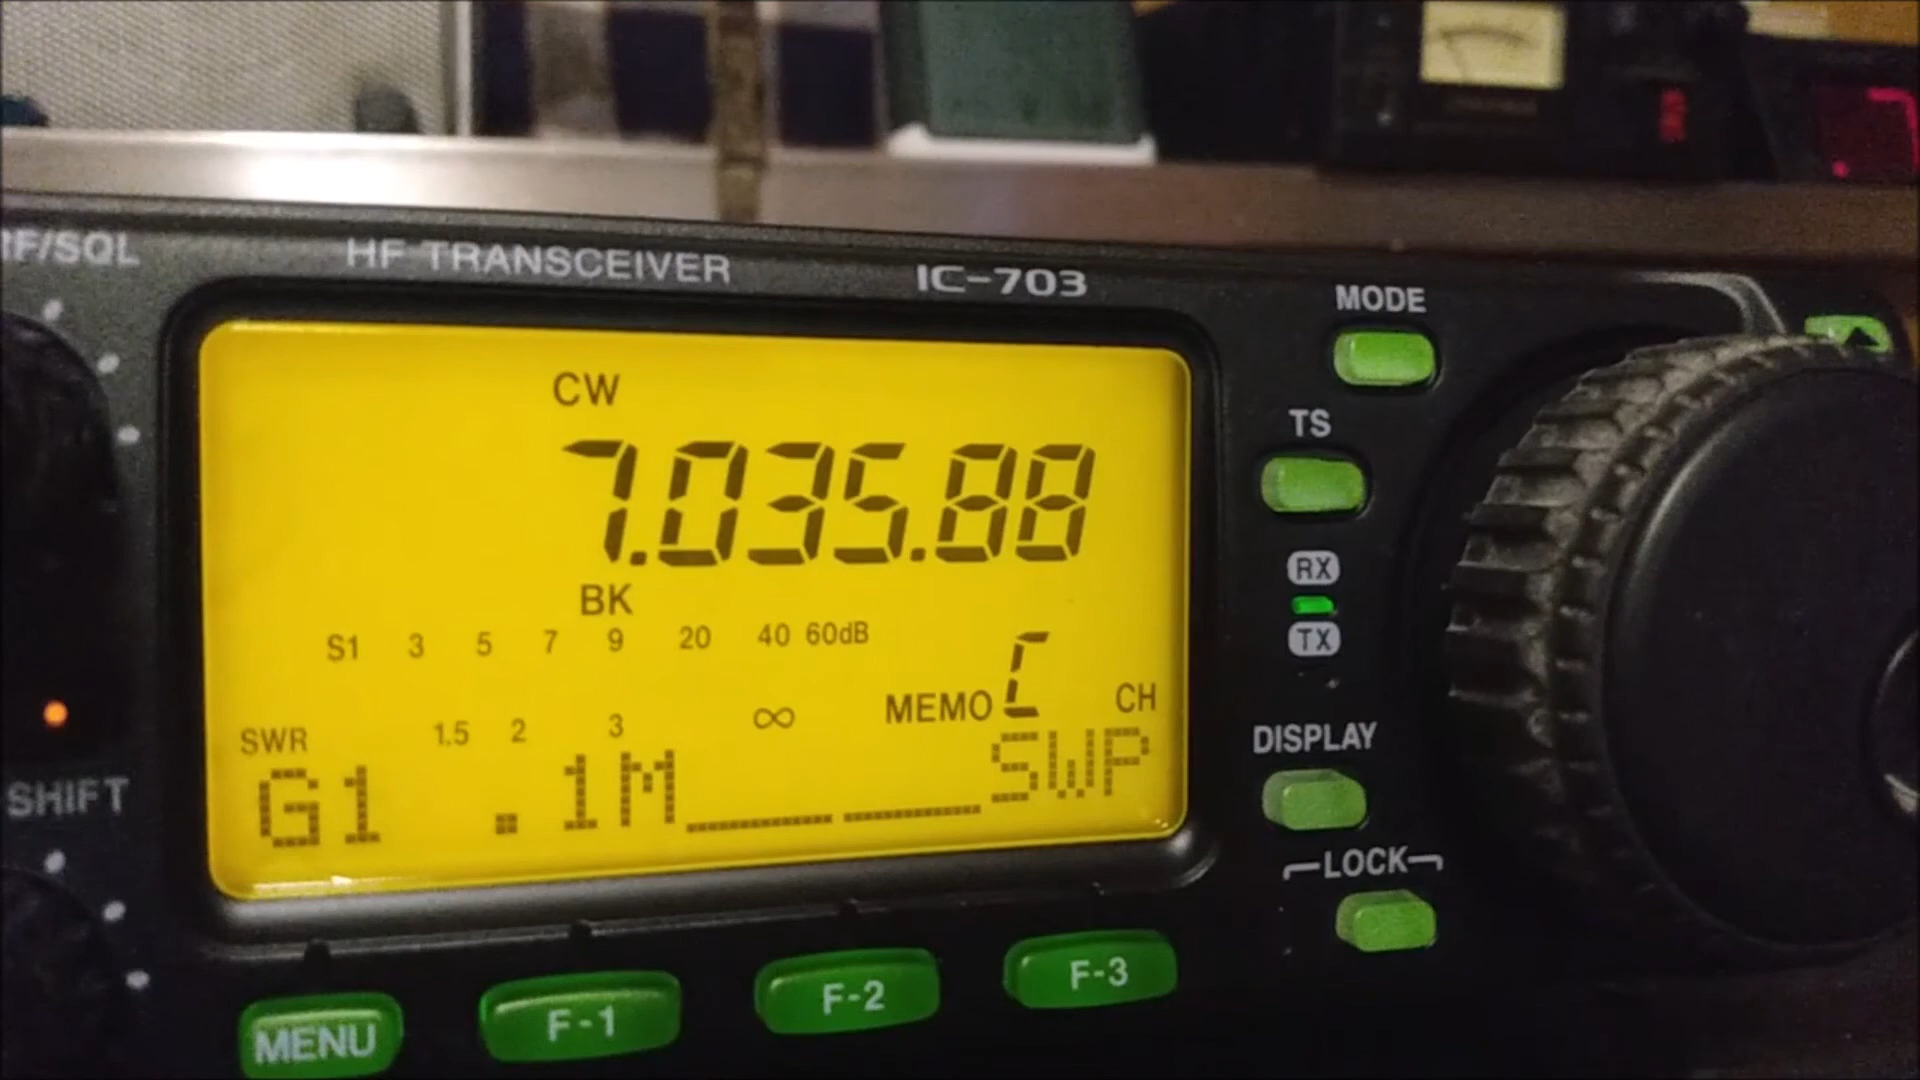 RF/SQL
HF TRANSCEIVER IC-703
MODE
CW
TS
7.035.88
RX
BK
TX
S1 3 5 7 9 20 40 60dB
MEMO C CH
SWR 1.5 2 3 ∞
DISPLAY
G1 .1M SWP
SHIFT
LOCK
MENU F-1 F-2 F-3